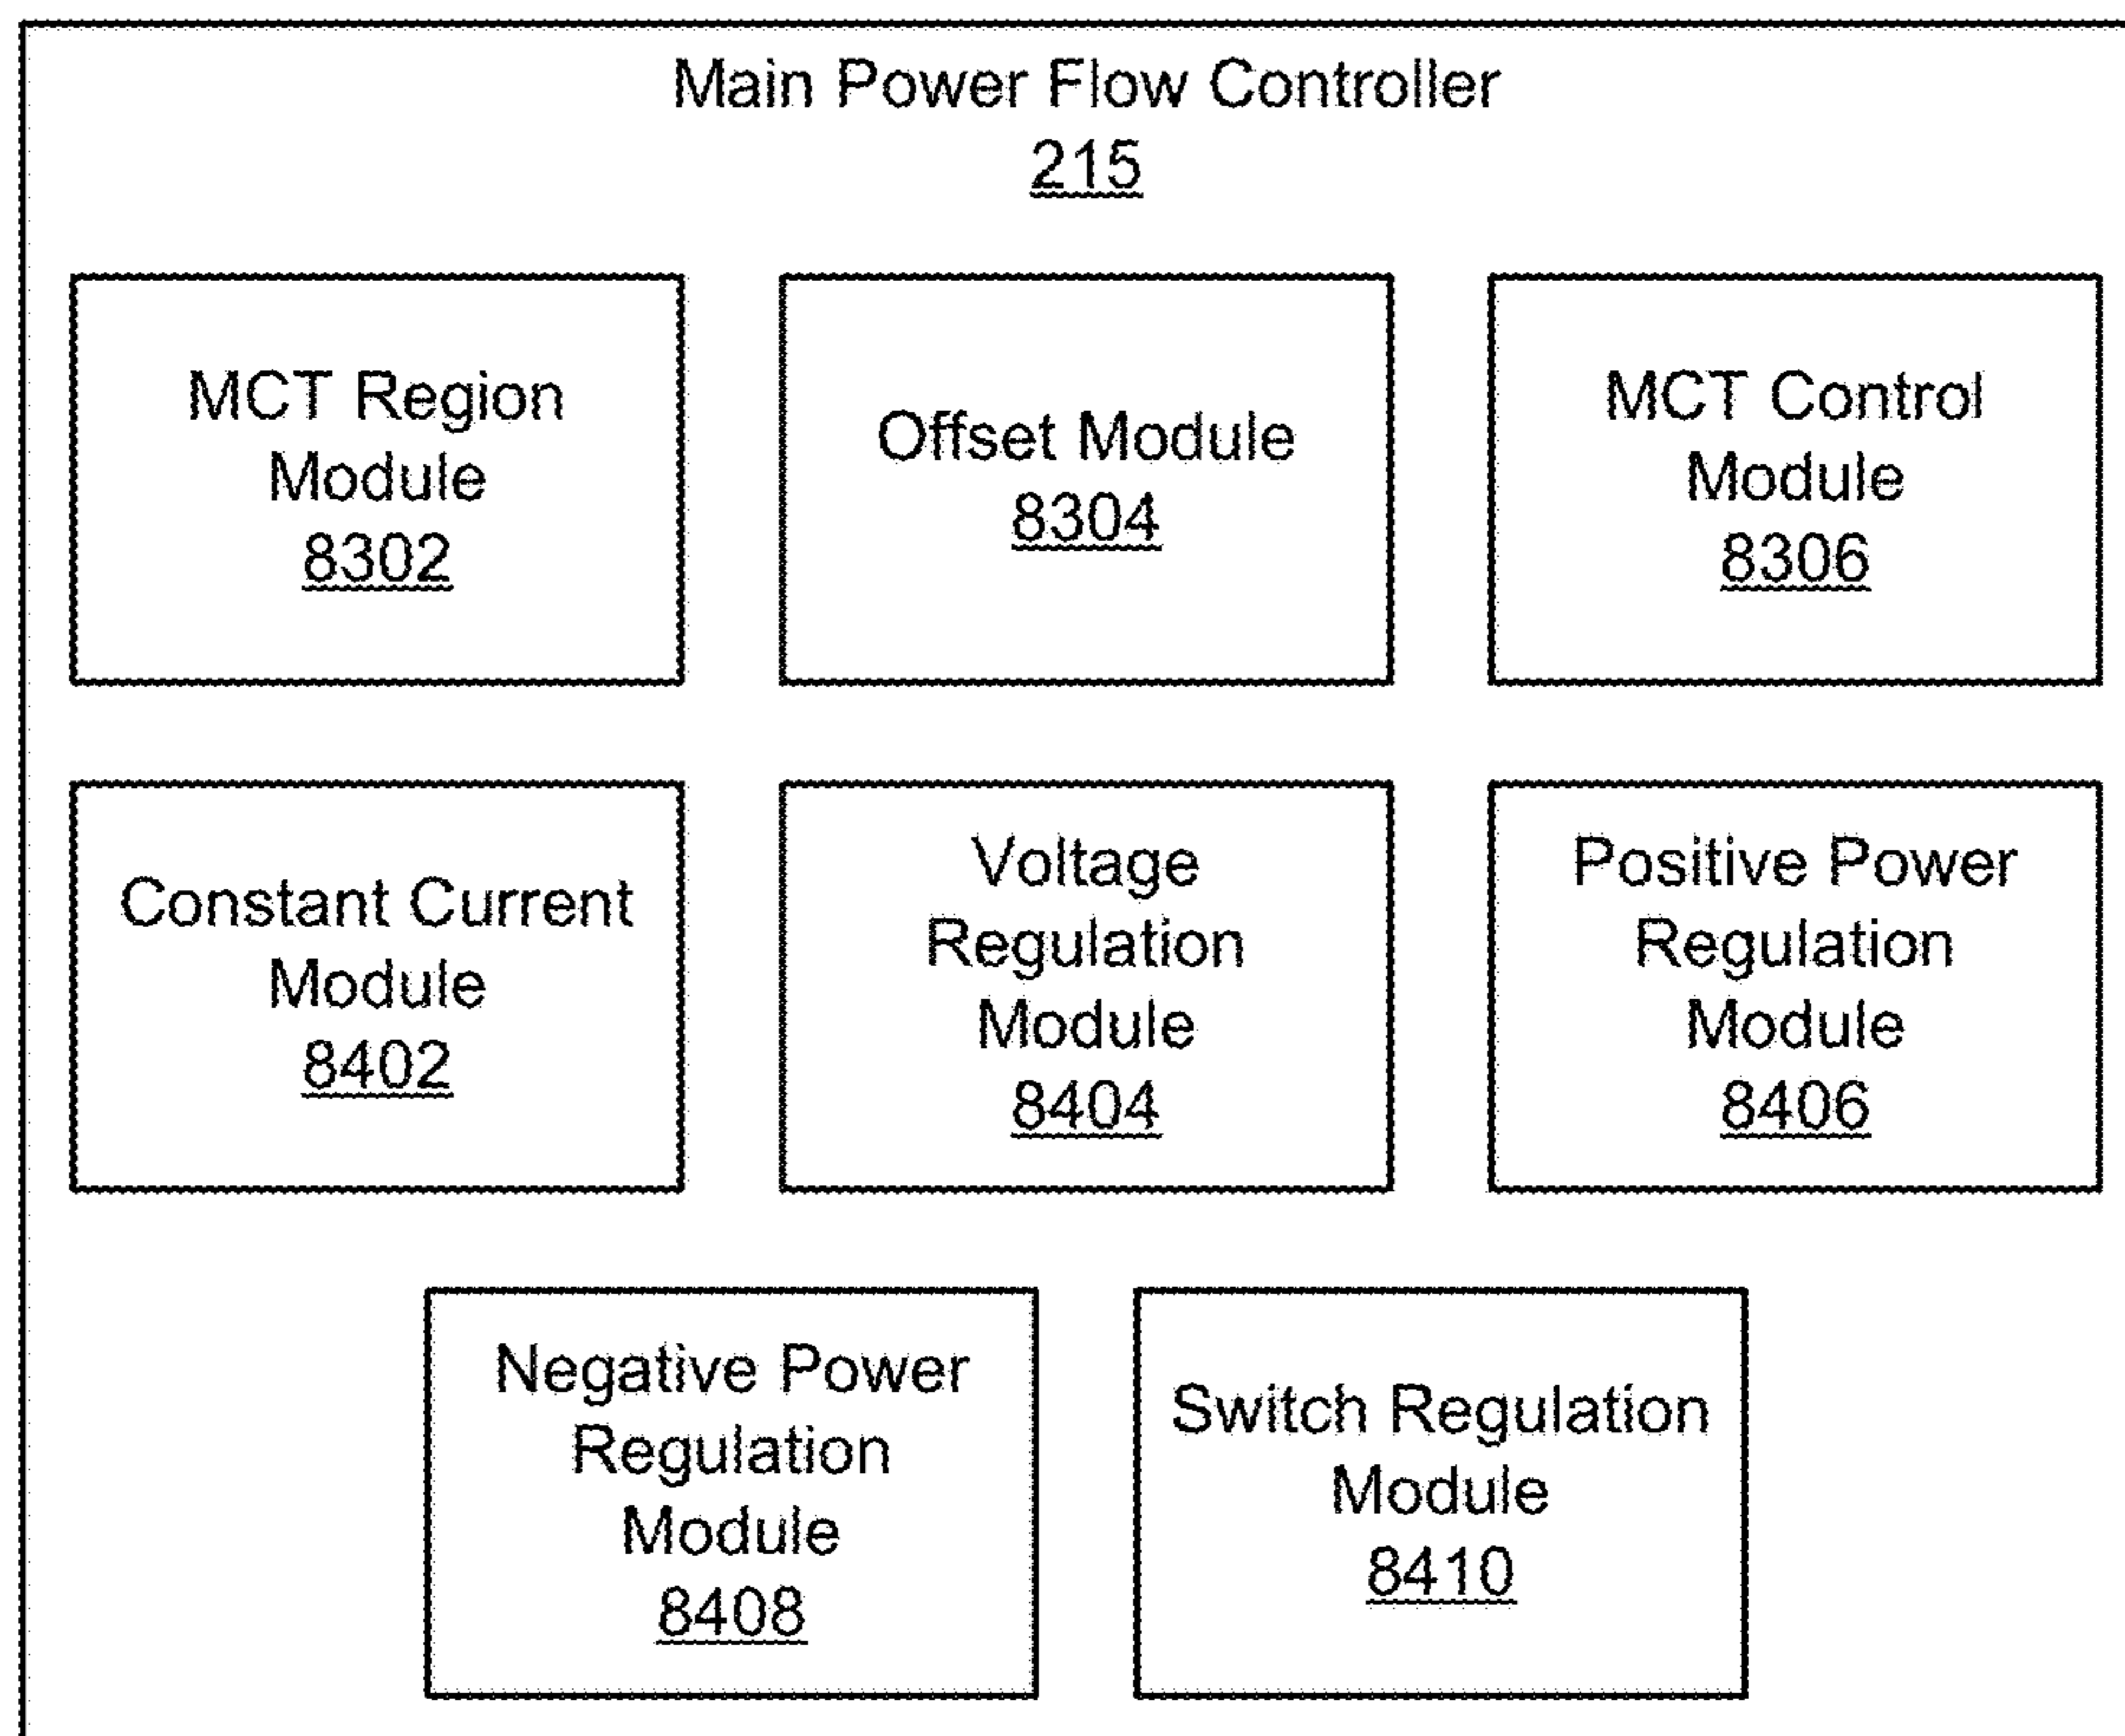 Main Power Flow Controller
215
MCT Region
Module
8302
Offset Module
8304
MCT Control
Module
8306
Constant Current
Module
8402
Voltage
Regulation
Module
8404
Positive Power
Regulation
Module
8406
Negative Power
Regulation
Module
8408
Switch Regulation
Module
8410